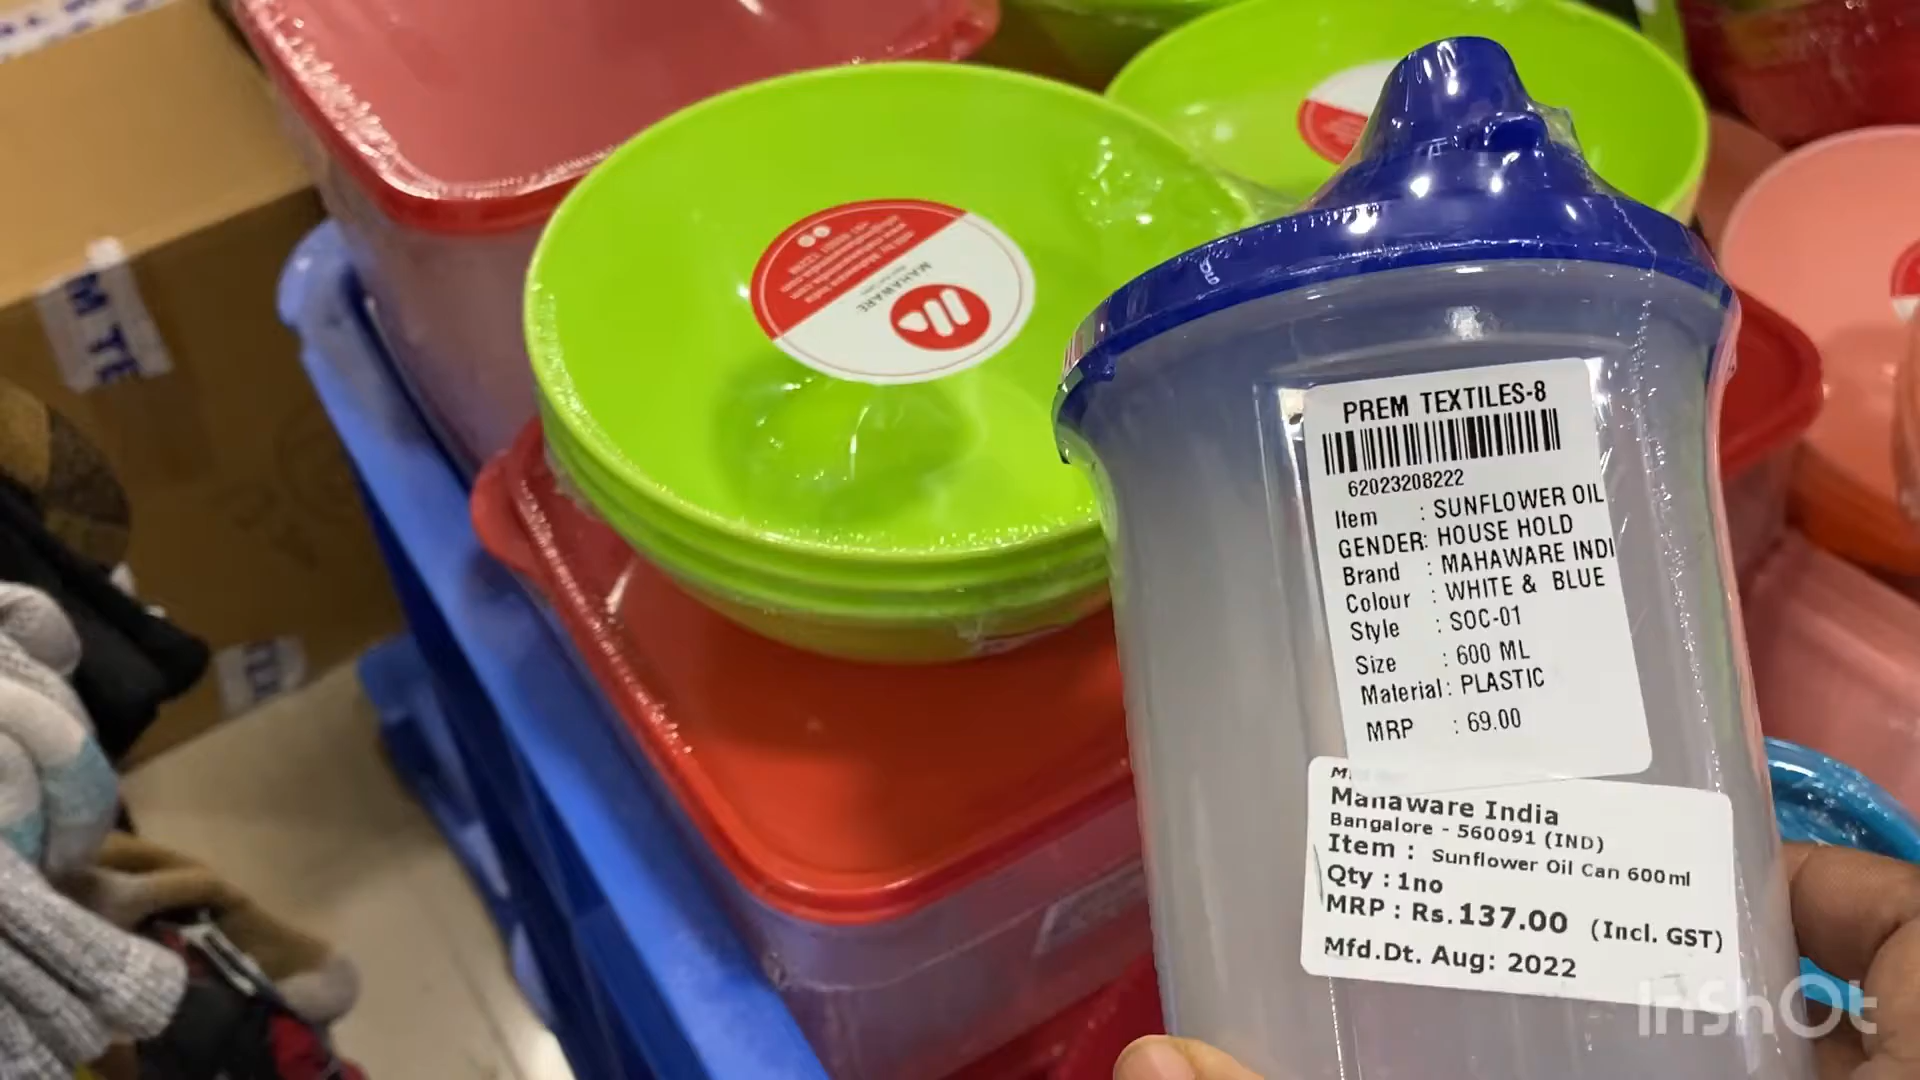 PREM TEXTILES-8
62023208222
Item : SUNFLOWER OIL
GENDER: HOUSE HOLD
Brand : MAHAWARE INDI
Colour : WHITE & BLUE
Style : SOC-01
Size : 600 ML
Material: PLASTIC
MRP : 69.00
Mahaware India
Bangalore - 560091 (IND)
Item : Sunflower Oil Can 600ml
Qty : 1no
MRP : Rs.137.00 (Incl. GST)
Mfd.Dt. Aug: 2022
MAHAWARE
M TE
InShOt